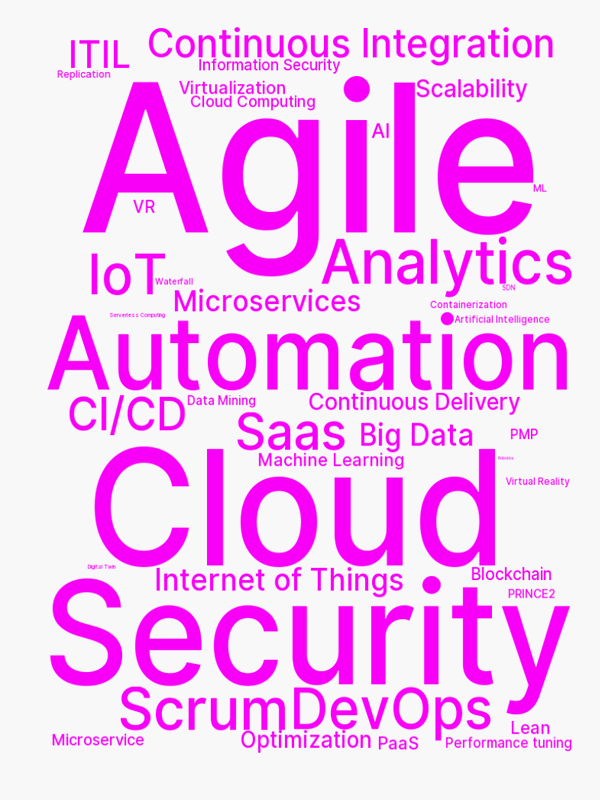 Continuous Integration
ITIL
Information Security
Replication
Virtualization
Scalability
Cloud Computing
Agile
AI
ML
VR
Analytics
IoT
Waterfall
SDN
Microservices
Containerization
Serverless Computing
Artificial Intelligence
Automation
CI/CD
Data Mining
Continuous Delivery
Saas
Big Data
PMP
Machine Learning
Robotics
Cloud
Virtual Reality
Digital Twin
Internet of Things
Blockchain
PRINCE2
Security
Scrum
DevOps
Lean
Microservice
Optimization
PaaS
Performance tuning